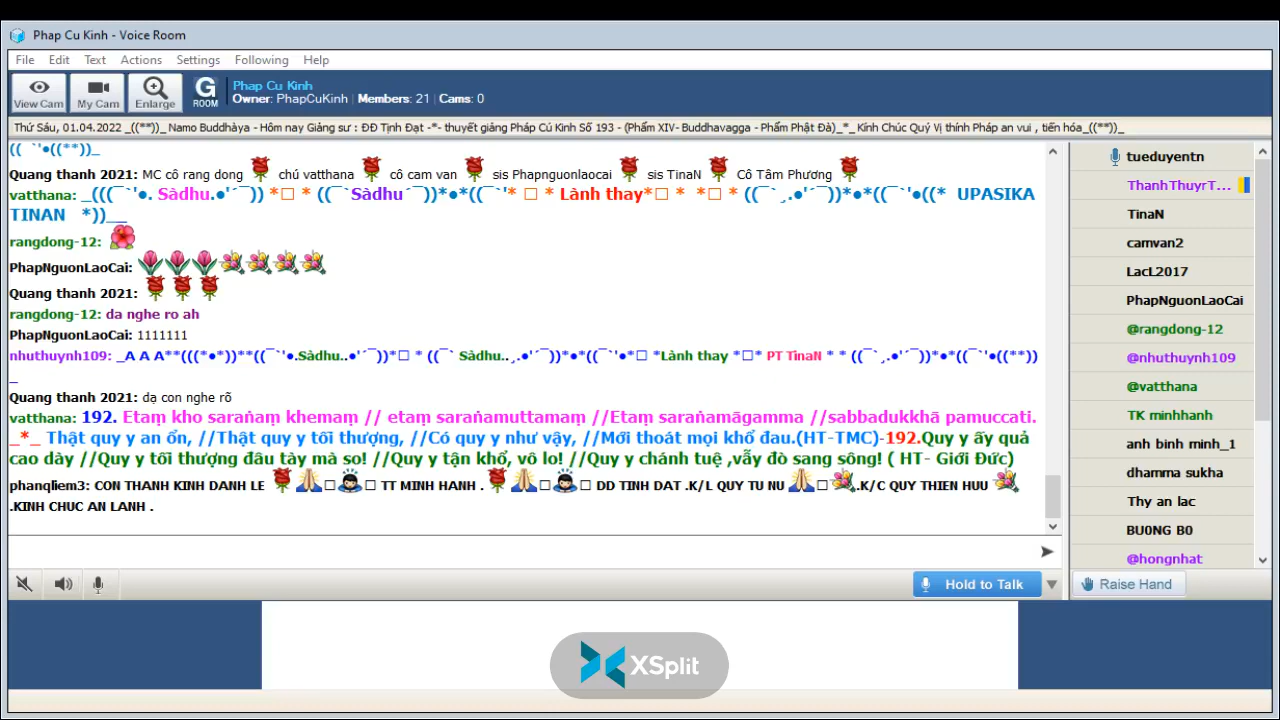 Phap Cu Kinh - Voice Room
File Edit Text Actions Settings Following Help
View Cam My Cam Enlarge G ROOM
Phap Cu Kinh
Owner: PhapCuKinh Members: 21 Cams: 0
Thứ Sáu, 01.04.2022 _((**))_ Namo Buddhàya - Hôm nay Giảng sư : ĐĐ Tịnh Đạt -*- thuyết giảng Pháp Cú Kinh Số 193 - (Phẩm XIV- Buddhavagga - Phẩm Phật Đà)_*_ Kính Chúc Quý Vị thính Pháp an vui , tiến hóa_((**))_
(( `'●((**))_
Quang thanh 2021: MC cô rang dong chú vatthana cô cam van sis Phapnguonlaocai sis TinaN Cô Tâm Phương
vatthana: _(((¯`'●. Sàdhu.●'´¯)) *□ * ((¯`Sàdhu´¯))*●*((¯`'* □ * Lành thay*□ * *□ * ((¯`¸.●'´¯))*●*((¯`'●((* UPASIKA
TINAN *))__
rangdong-12:
PhapNguonLaoCai:
Quang thanh 2021:
rangdong-12: da nghe ro ah
PhapNguonLaoCai: 1111111
nhuthuynh109: _A A A**(((*●*))**((¯`'●.Sàdhu..●'´¯))*□ * ((¯` Sàdhu..¸.●'´¯))*●*((¯`'●*□ *Lành thay *□* PT TinaN * * ((¯`¸.●'´¯))*●*((¯`'●((**))
_
Quang thanh 2021: dạ con nghe rõ
vatthana: 192. Etaṃ kho saraṅaṃ khemaṃ // etaṃ saraṅamuttamaṃ //Etaṃ saraṅamāgamma //sabbadukkhā pamuccati.
_*_ Thật quy y an ổn, //Thật quy y tối thượng, //Có quy y như vậy, //Mới thoát mọi khổ đau.(HT-TMC)-192.Quy y ấy quả
cao dày //Quy y tối thượng đâu tày mà so! //Quy y tận khổ, vô lo! //Quy y chánh tuệ ,vẫy đò sang sông! ( HT- Giới Đức)
phanqliem3: CON THANH KINH DANH LE □ □ TT MINH HANH . □ □ DD TINH DAT .K/L QUY TU NU □ .K/C QUY THIEN HUU
.KINH CHUC AN LANH .
Hold to Talk
tueduyentn
ThanhThuyrT...
TinaN
camvan2
LacL2017
PhapNguonLaoCai
@rangdong-12
@nhuthuynh109
@vatthana
TK minhhanh
anh binh minh_1
dhamma sukha
Thy an lac
BU0NG B0
@hongnhat
Raise Hand
XSplit